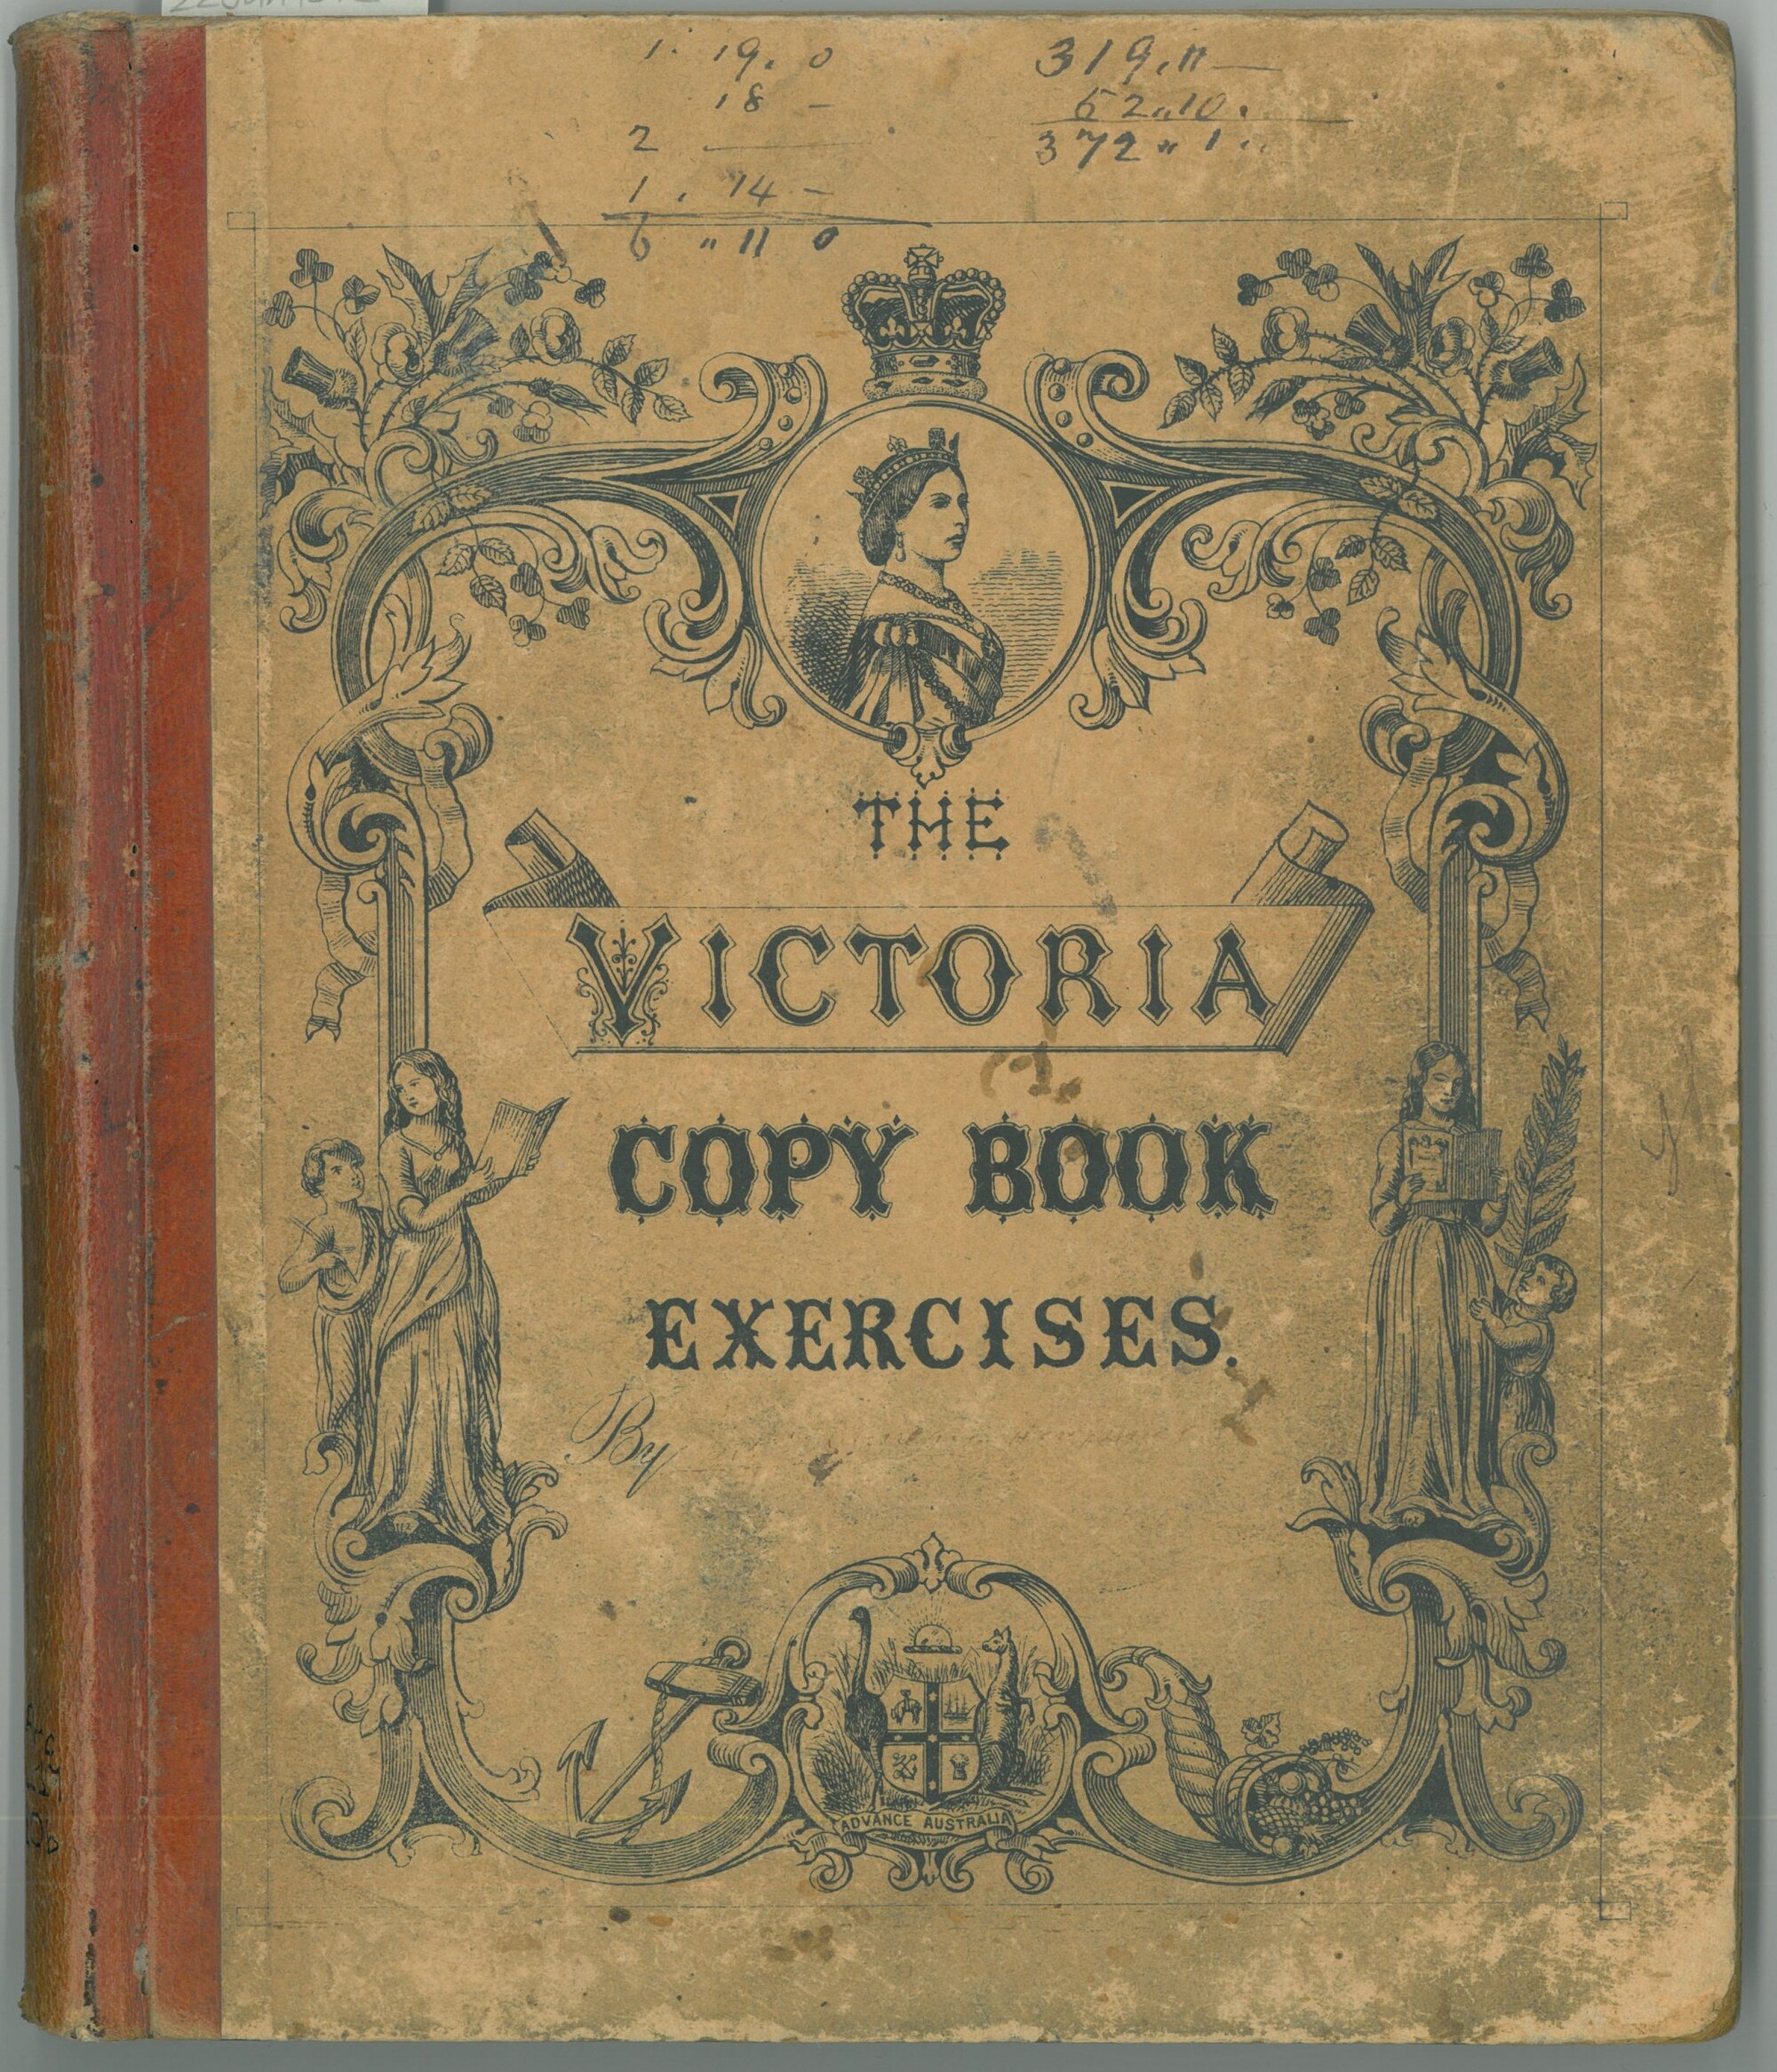 1. 19. 0
18 -
2 ——
1 . 14 -
6 „ 11 0
319 „ 11 —
52 „ 10 .
372 „ 1 „
THE
VICTORIA
COPY BOOK
EXERCISES.
By
ADVANCE AUSTRALIA